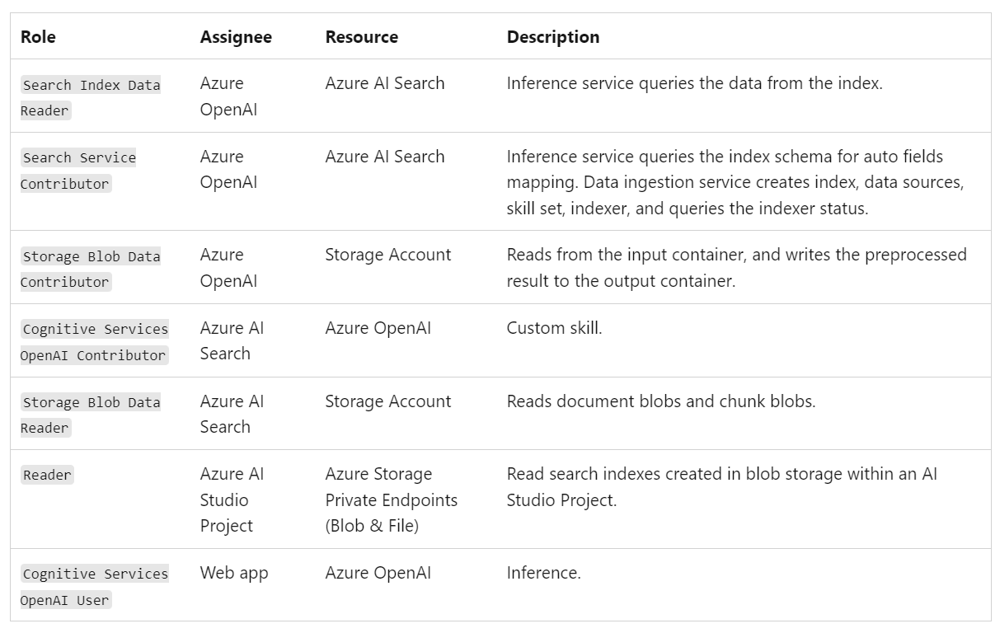 Role Assignee Resource Description
Search Index Data Reader Azure OpenAI Azure AI Search Inference service queries the data from the index.
Search Service Contributor Azure OpenAI Azure AI Search Inference service queries the index schema for auto fields mapping. Data ingestion service creates index, data sources, skill set, indexer, and queries the indexer status.
Storage Blob Data Contributor Azure OpenAI Storage Account Reads from the input container, and writes the preprocessed result to the output container.
Cognitive Services OpenAI Contributor Azure AI Search Azure OpenAI Custom skill.
Storage Blob Data Reader Azure AI Search Storage Account Reads document blobs and chunk blobs.
Reader Azure AI Studio Project Azure Storage Private Endpoints (Blob & File) Read search indexes created in blob storage within an AI Studio Project.
Cognitive Services OpenAI User Web app Azure OpenAI Inference.